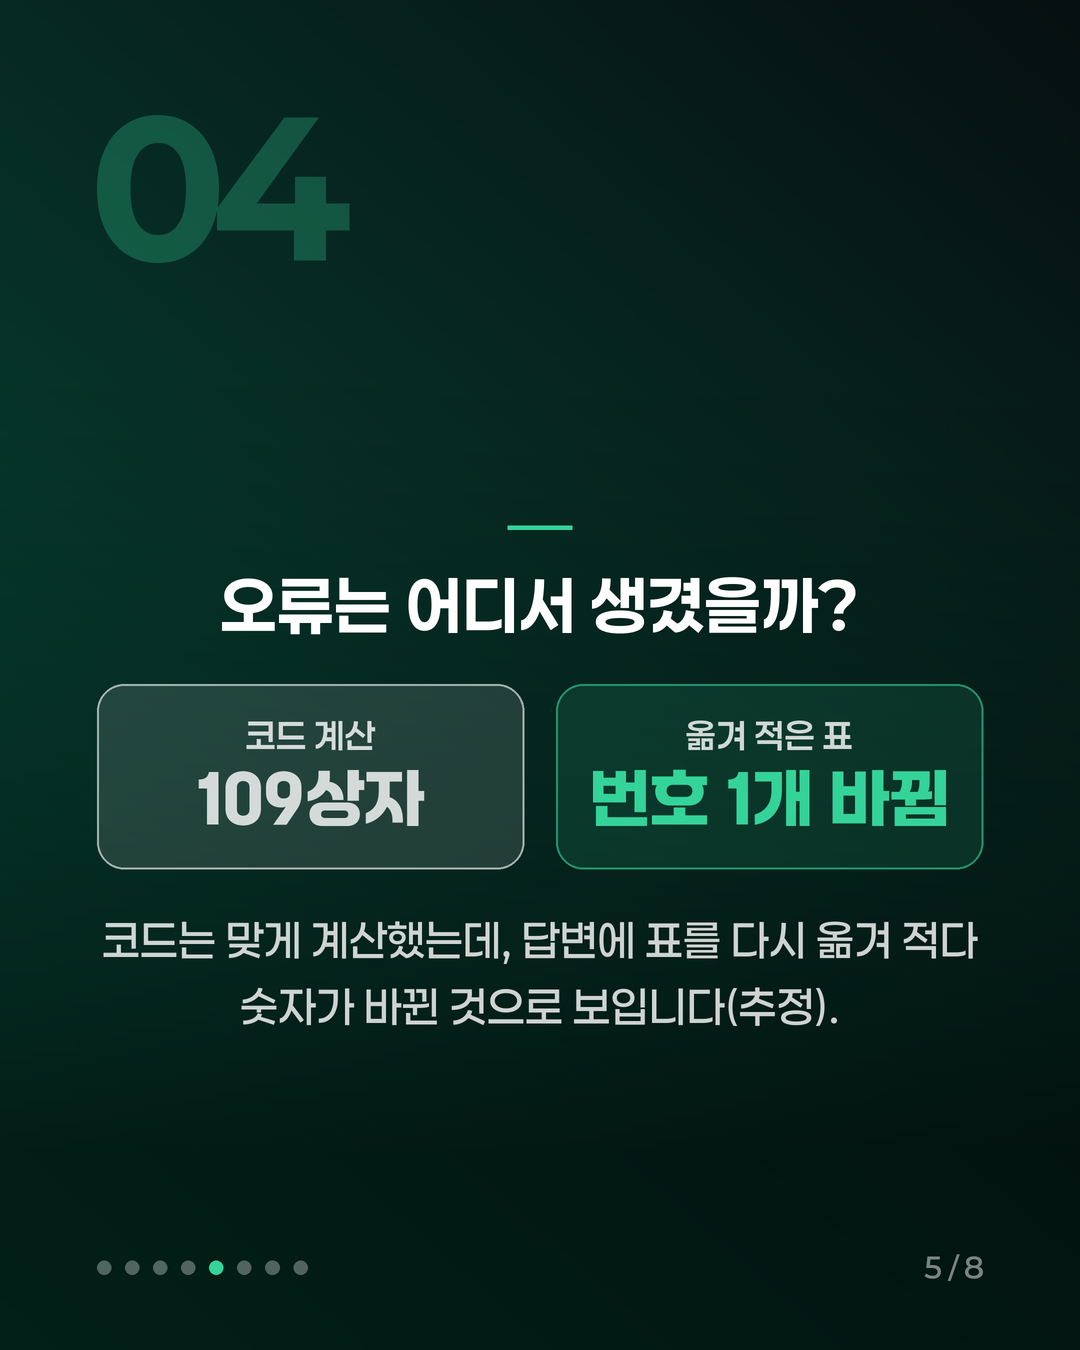 04
오류는 어디서 생겼을까?
코드 계산
109상자
옮겨 적은 표
번호 1개 바뀜
코드는 맞게 계산했는데, 답변에 표를 다시 옮겨 적다
숫자가 바뀐 것으로 보입니다(추정).
5/8